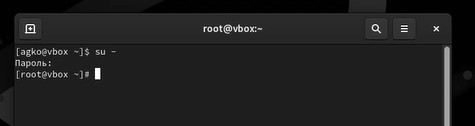 root@vbox:~
[agko@vbox ~]$ su -
Пароль:
[root@vbox ~]#